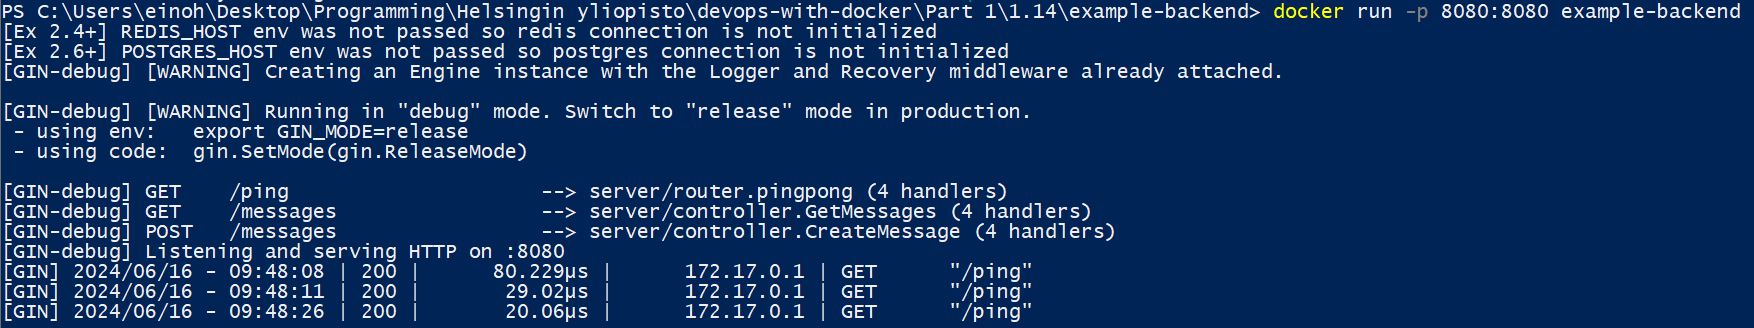 PS C:\Users\einoh\Desktop\Programming\Helsingin yliopisto\devops-with-docker\Part 1\1.14\example-backend> docker run -p 8080:8080 example-backend
[Ex 2.4+] REDIS_HOST env was not passed so redis connection is not initialized
[Ex 2.6+] POSTGRES_HOST env was not passed so postgres connection is not initialized
[GIN-debug] [WARNING] Creating an Engine instance with the Logger and Recovery middleware already attached.
[GIN-debug] [WARNING] Running in "debug" mode. Switch to "release" mode in production.
 - using env:   export GIN_MODE=release
 - using code:  gin.SetMode(gin.ReleaseMode)
[GIN-debug] GET    /ping                     --> server/router.pingpong (4 handlers)
[GIN-debug] GET    /messages                 --> server/controller.GetMessages (4 handlers)
[GIN-debug] POST   /messages                 --> server/controller.CreateMessage (4 handlers)
[GIN-debug] Listening and serving HTTP on :8080
[GIN] 2024/06/16 - 09:48:08 | 200 |      80.229µs |      172.17.0.1 | GET      "/ping"
[GIN] 2024/06/16 - 09:48:11 | 200 |       29.02µs |      172.17.0.1 | GET      "/ping"
[GIN] 2024/06/16 - 09:48:26 | 200 |       20.06µs |      172.17.0.1 | GET      "/ping"